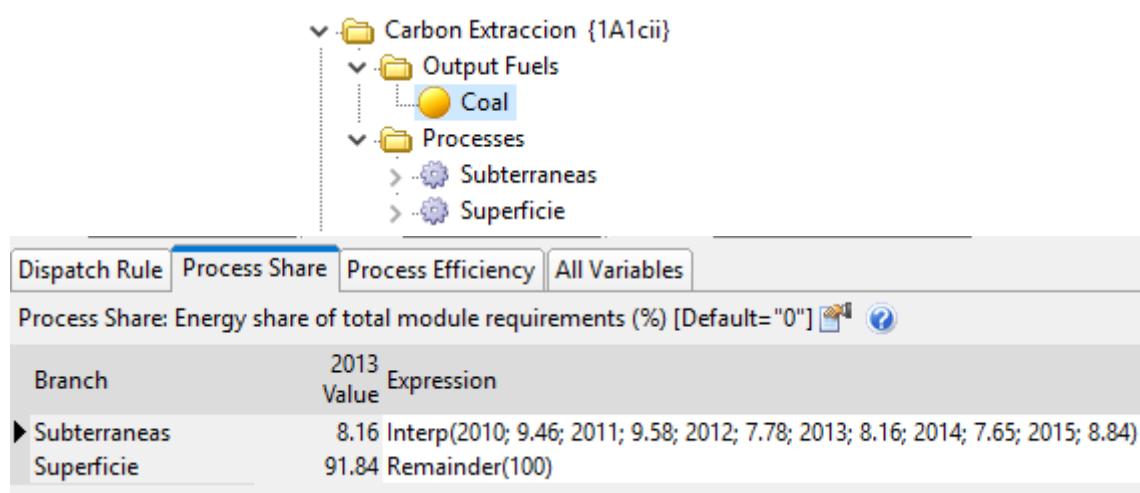 Carbon Extraccion {1A1cii}
Output Fuels
Coal
Processes
Subterraneas
Superficie
Dispatch Rule Process Share Process Efficiency All Variables
Process Share: Energy share of total module requirements (%) [Default="0"]
Branch 2013 Value Expression
Subterraneas 8.16 Interp(2010; 9.46; 2011; 9.58; 2012; 7.78; 2013; 8.16; 2014; 7.65; 2015; 8.84)
Superficie 91.84 Remainder(100)